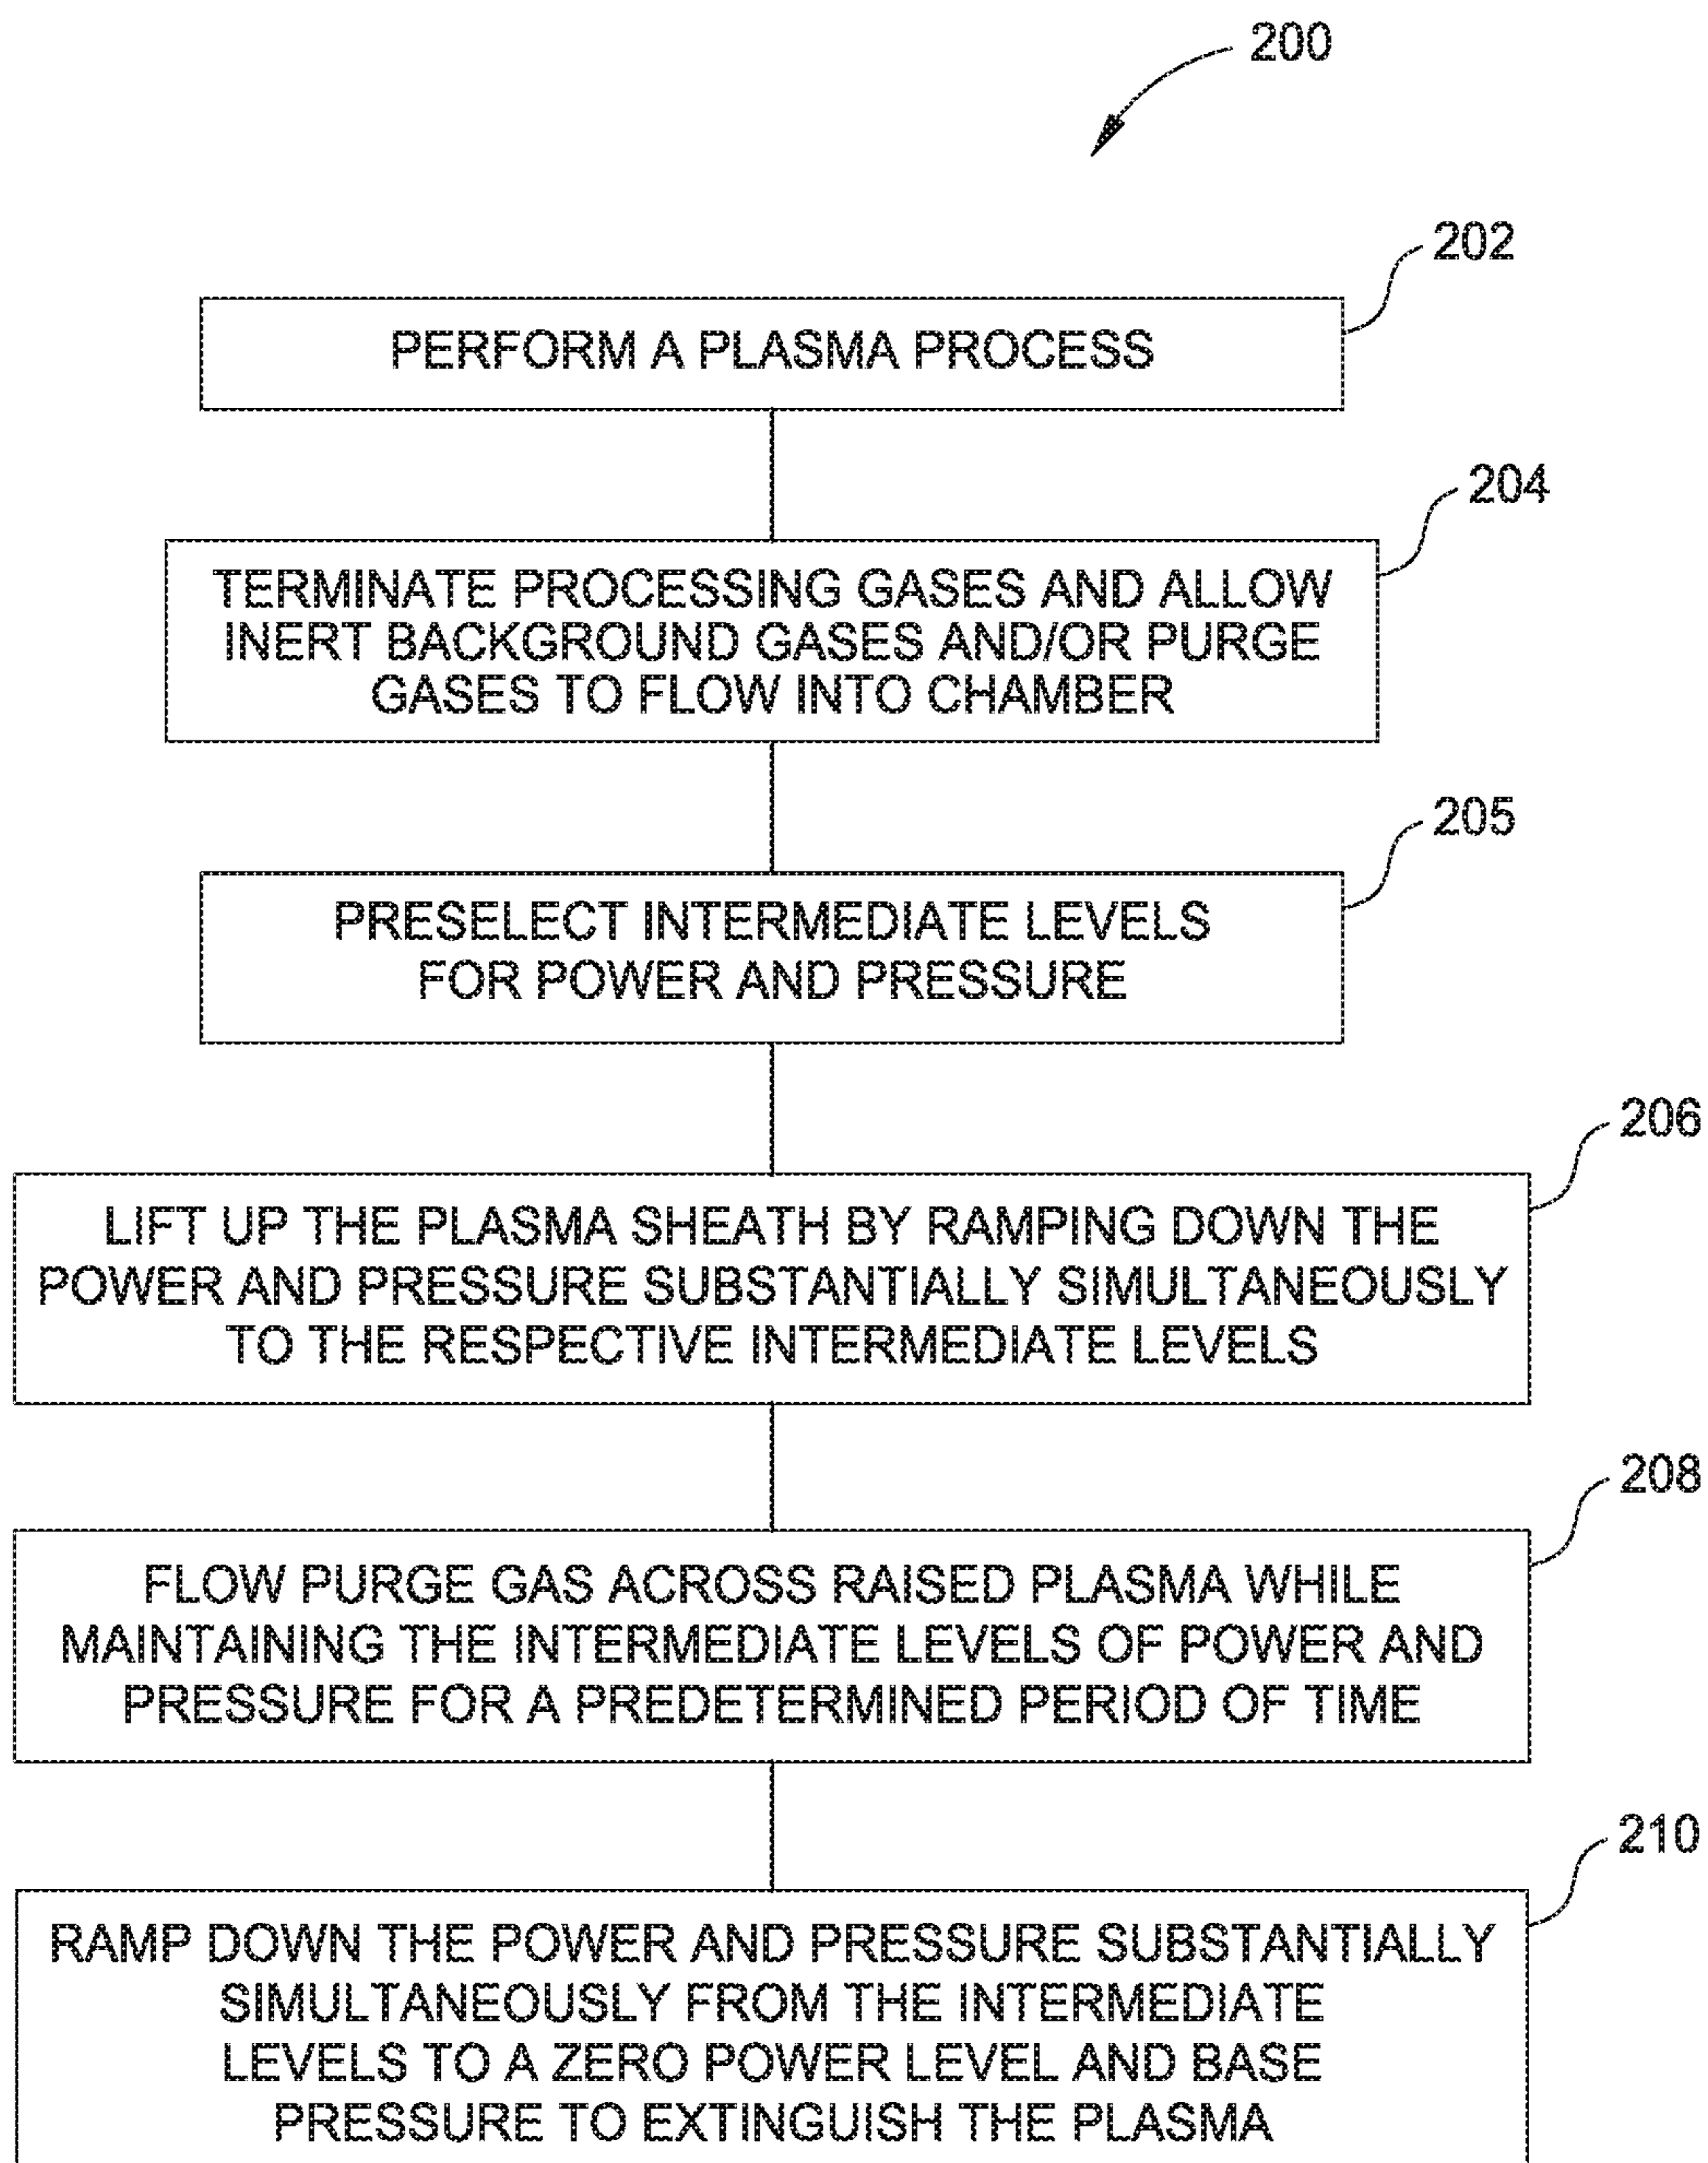 200
202
PERFORM A PLASMA PROCESS
204
TERMINATE PROCESSING GASES AND ALLOW
INERT BACKGROUND GASES AND/OR PURGE
GASES TO FLOW INTO CHAMBER
205
PRESELECT INTERMEDIATE LEVELS
FOR POWER AND PRESSURE
206
LIFT UP THE PLASMA SHEATH BY RAMPING DOWN THE
POWER AND PRESSURE SUBSTANTIALLY SIMULTANEOUSLY
TO THE RESPECTIVE INTERMEDIATE LEVELS
208
FLOW PURGE GAS ACROSS RAISED PLASMA WHILE
MAINTAINING THE INTERMEDIATE LEVELS OF POWER AND
PRESSURE FOR A PREDETERMINED PERIOD OF TIME
210
RAMP DOWN THE POWER AND PRESSURE SUBSTANTIALLY
SIMULTANEOUSLY FROM THE INTERMEDIATE
LEVELS TO A ZERO POWER LEVEL AND BASE
PRESSURE TO EXTINGUISH THE PLASMA